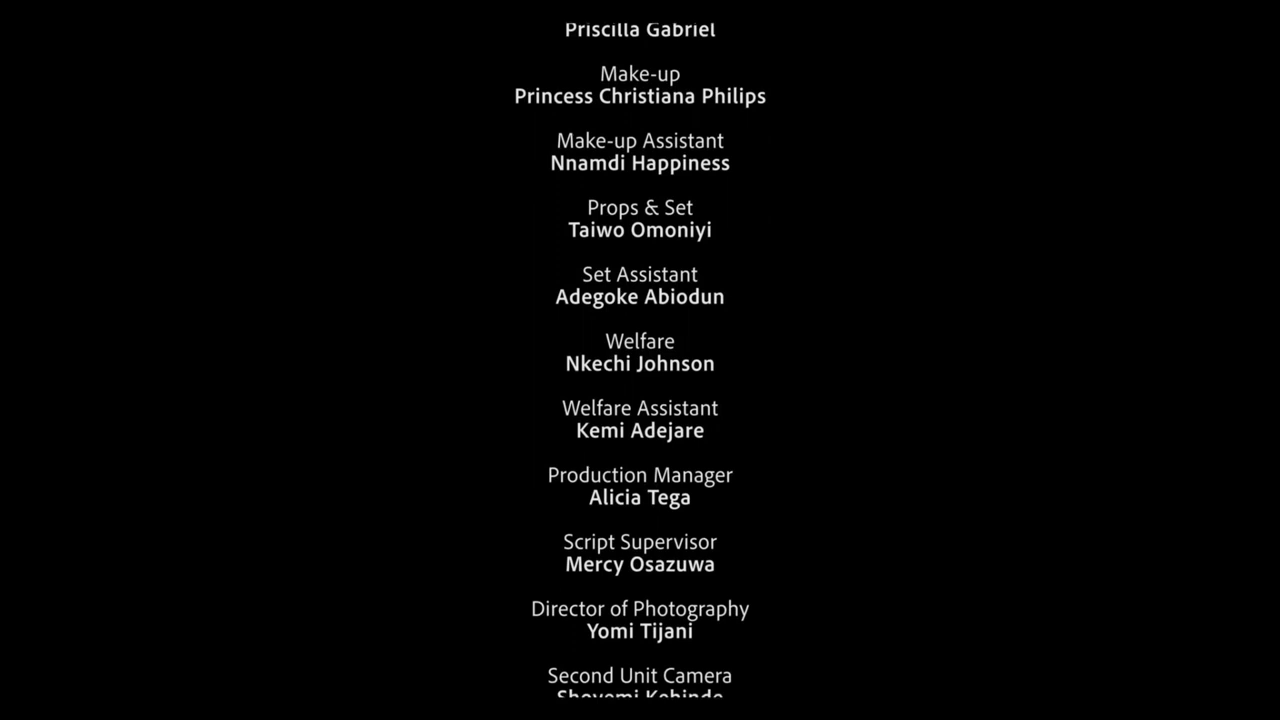 Priscilla Gabriel
Make-up
Princess Christiana Philips
Make-up Assistant
Nnamdi Happiness
Props & Set
Taiwo Omoniyi
Set Assistant
Adegoke Abiodun
Welfare
Nkechi Johnson
Welfare Assistant
Kemi Adejare
Production Manager
Alicia Tega
Script Supervisor
Mercy Osazuwa
Director of Photography
Yomi Tijani
Second Unit Camera
Kehinde